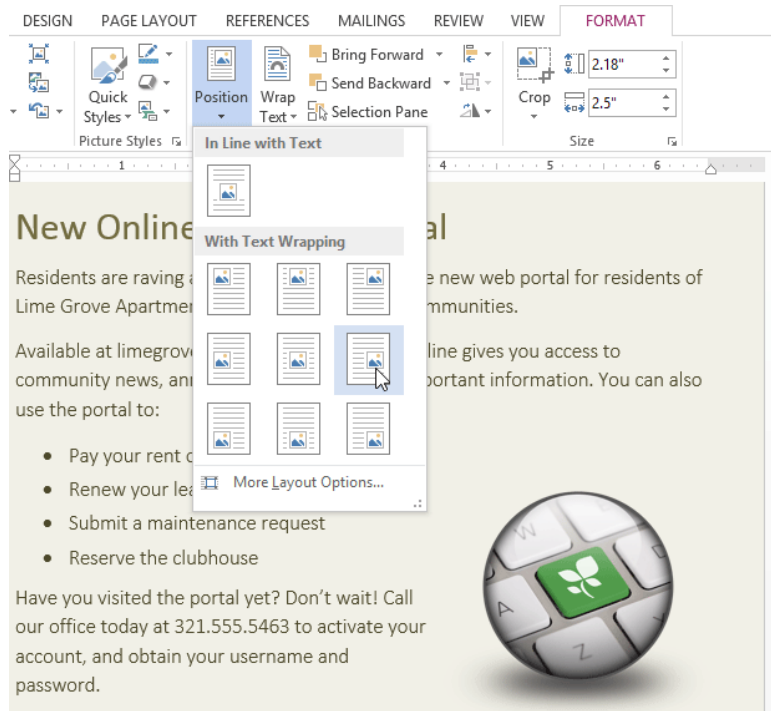 DESIGN PAGE LAYOUT REFERENCES MAILINGS REVIEW VIEW FORMAT
Bring Forward
Send Backward
Selection Pane
Quick
Styles
Position
Wrap
Text
Crop
2.18"
2.5"
Picture Styles
Size
In Line with Text
1 4 5 6
New Online al
With Text Wrapping
Residents are raving e new web portal for residents of
Lime Grove Apartme mmunities.
Available at limegrov line gives you access to
community news, an portant information. You can also
use the portal to:
• Pay your rent
• Renew your lea
• Submit a maintenance request
• Reserve the clubhouse
More Layout Options...
Have you visited the portal yet? Don't wait! Call
our office today at 321.555.5463 to activate your
account, and obtain your username and
password.
W
A
Z